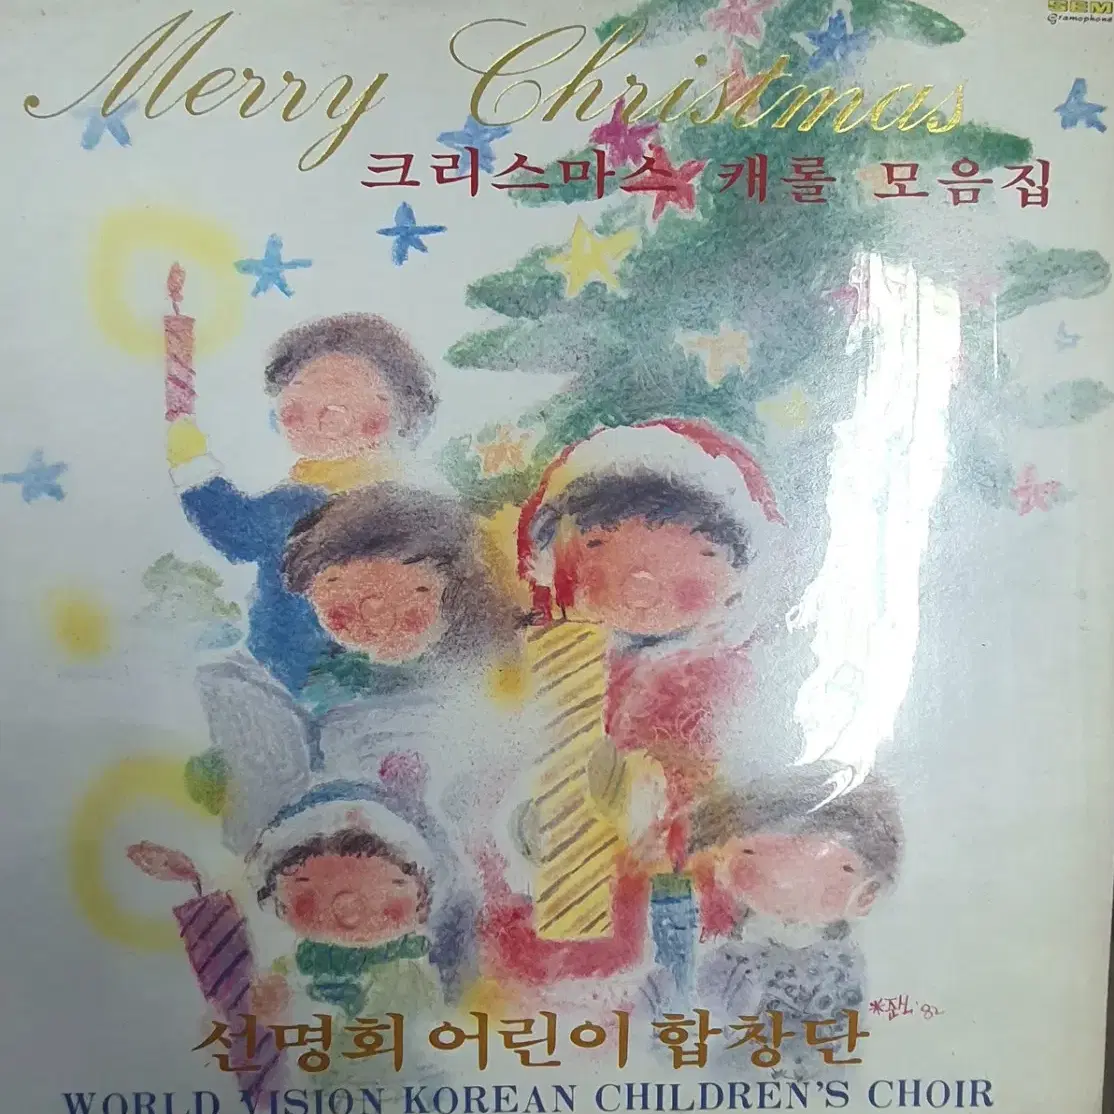 SEM
Gramophone
Merry Christmas
크리스마스 캐롤 모음집
'82
선명회 어린이 합창단
WORLD VISION KOREAN CHILDREN'S CHOIR